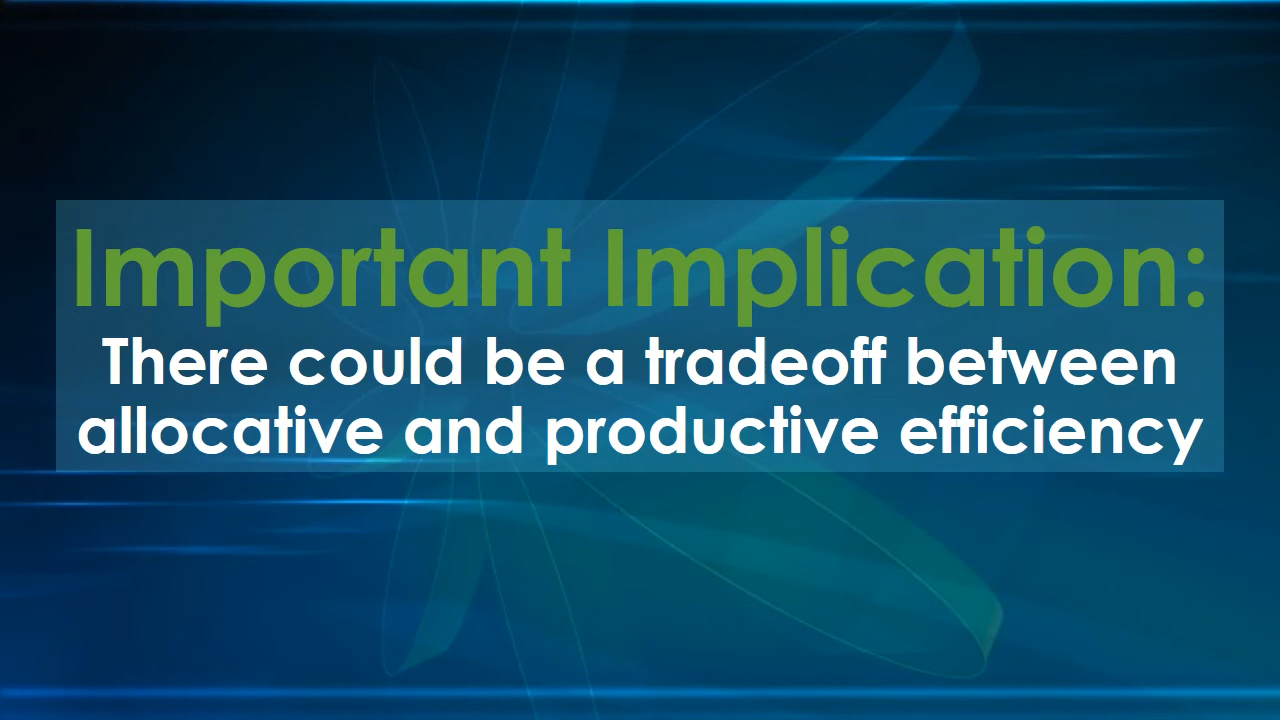 Important Implication:
There could be a tradeoff between
allocative and productive efficiency